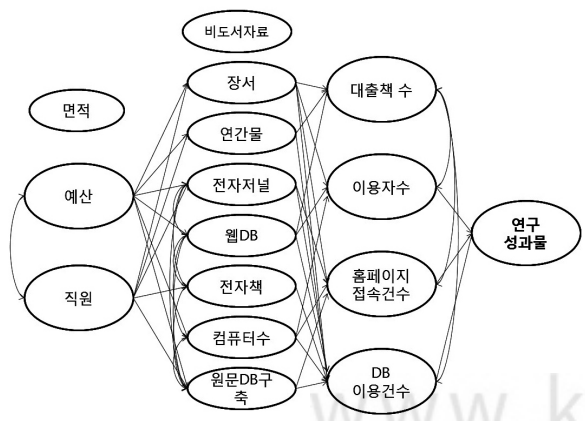 비도서자료
장서
대출책 수
면적
연간물
전자저널
이용자수
예산
웹DB
연구
성과물
전자책
홈페이지
접속건수
직원
컴퓨터수
원문DB구
축
DB
이용건수
www.k